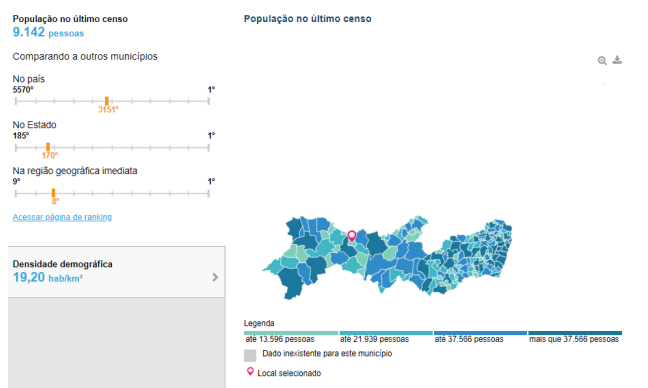 População no último censo
9.142 pessoas
Comparando a outros municípios
No país
5570º 1º
3151º
No Estado
185º 1º
170º
Na região geográfica imediata
9º 1º
8º
Acessar página de ranking
Densidade demográfica
19,20 hab/km²
População no último censo
Legenda
até 13.596 pessoas até 21.939 pessoas até 37.566 pessoas mais que 37.566 pessoas
Dado inexistente para este município
Local selecionado